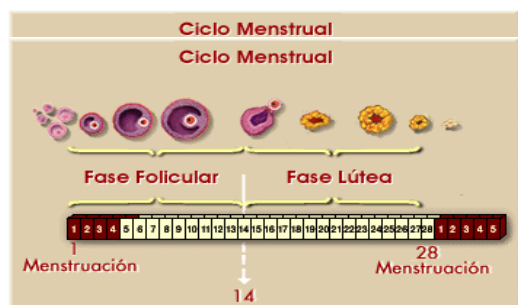 Ciclo Menstrual
Ciclo Menstrual
Fase Folicular Fase Lútea
1 2 3 4 5 6 7 8 9 10 11 12 13 14 15 16 17 18 19 20 21 22 23 24 25 26 27 28 1 2 3 4 5
1 28
Menstruación Menstruación
14